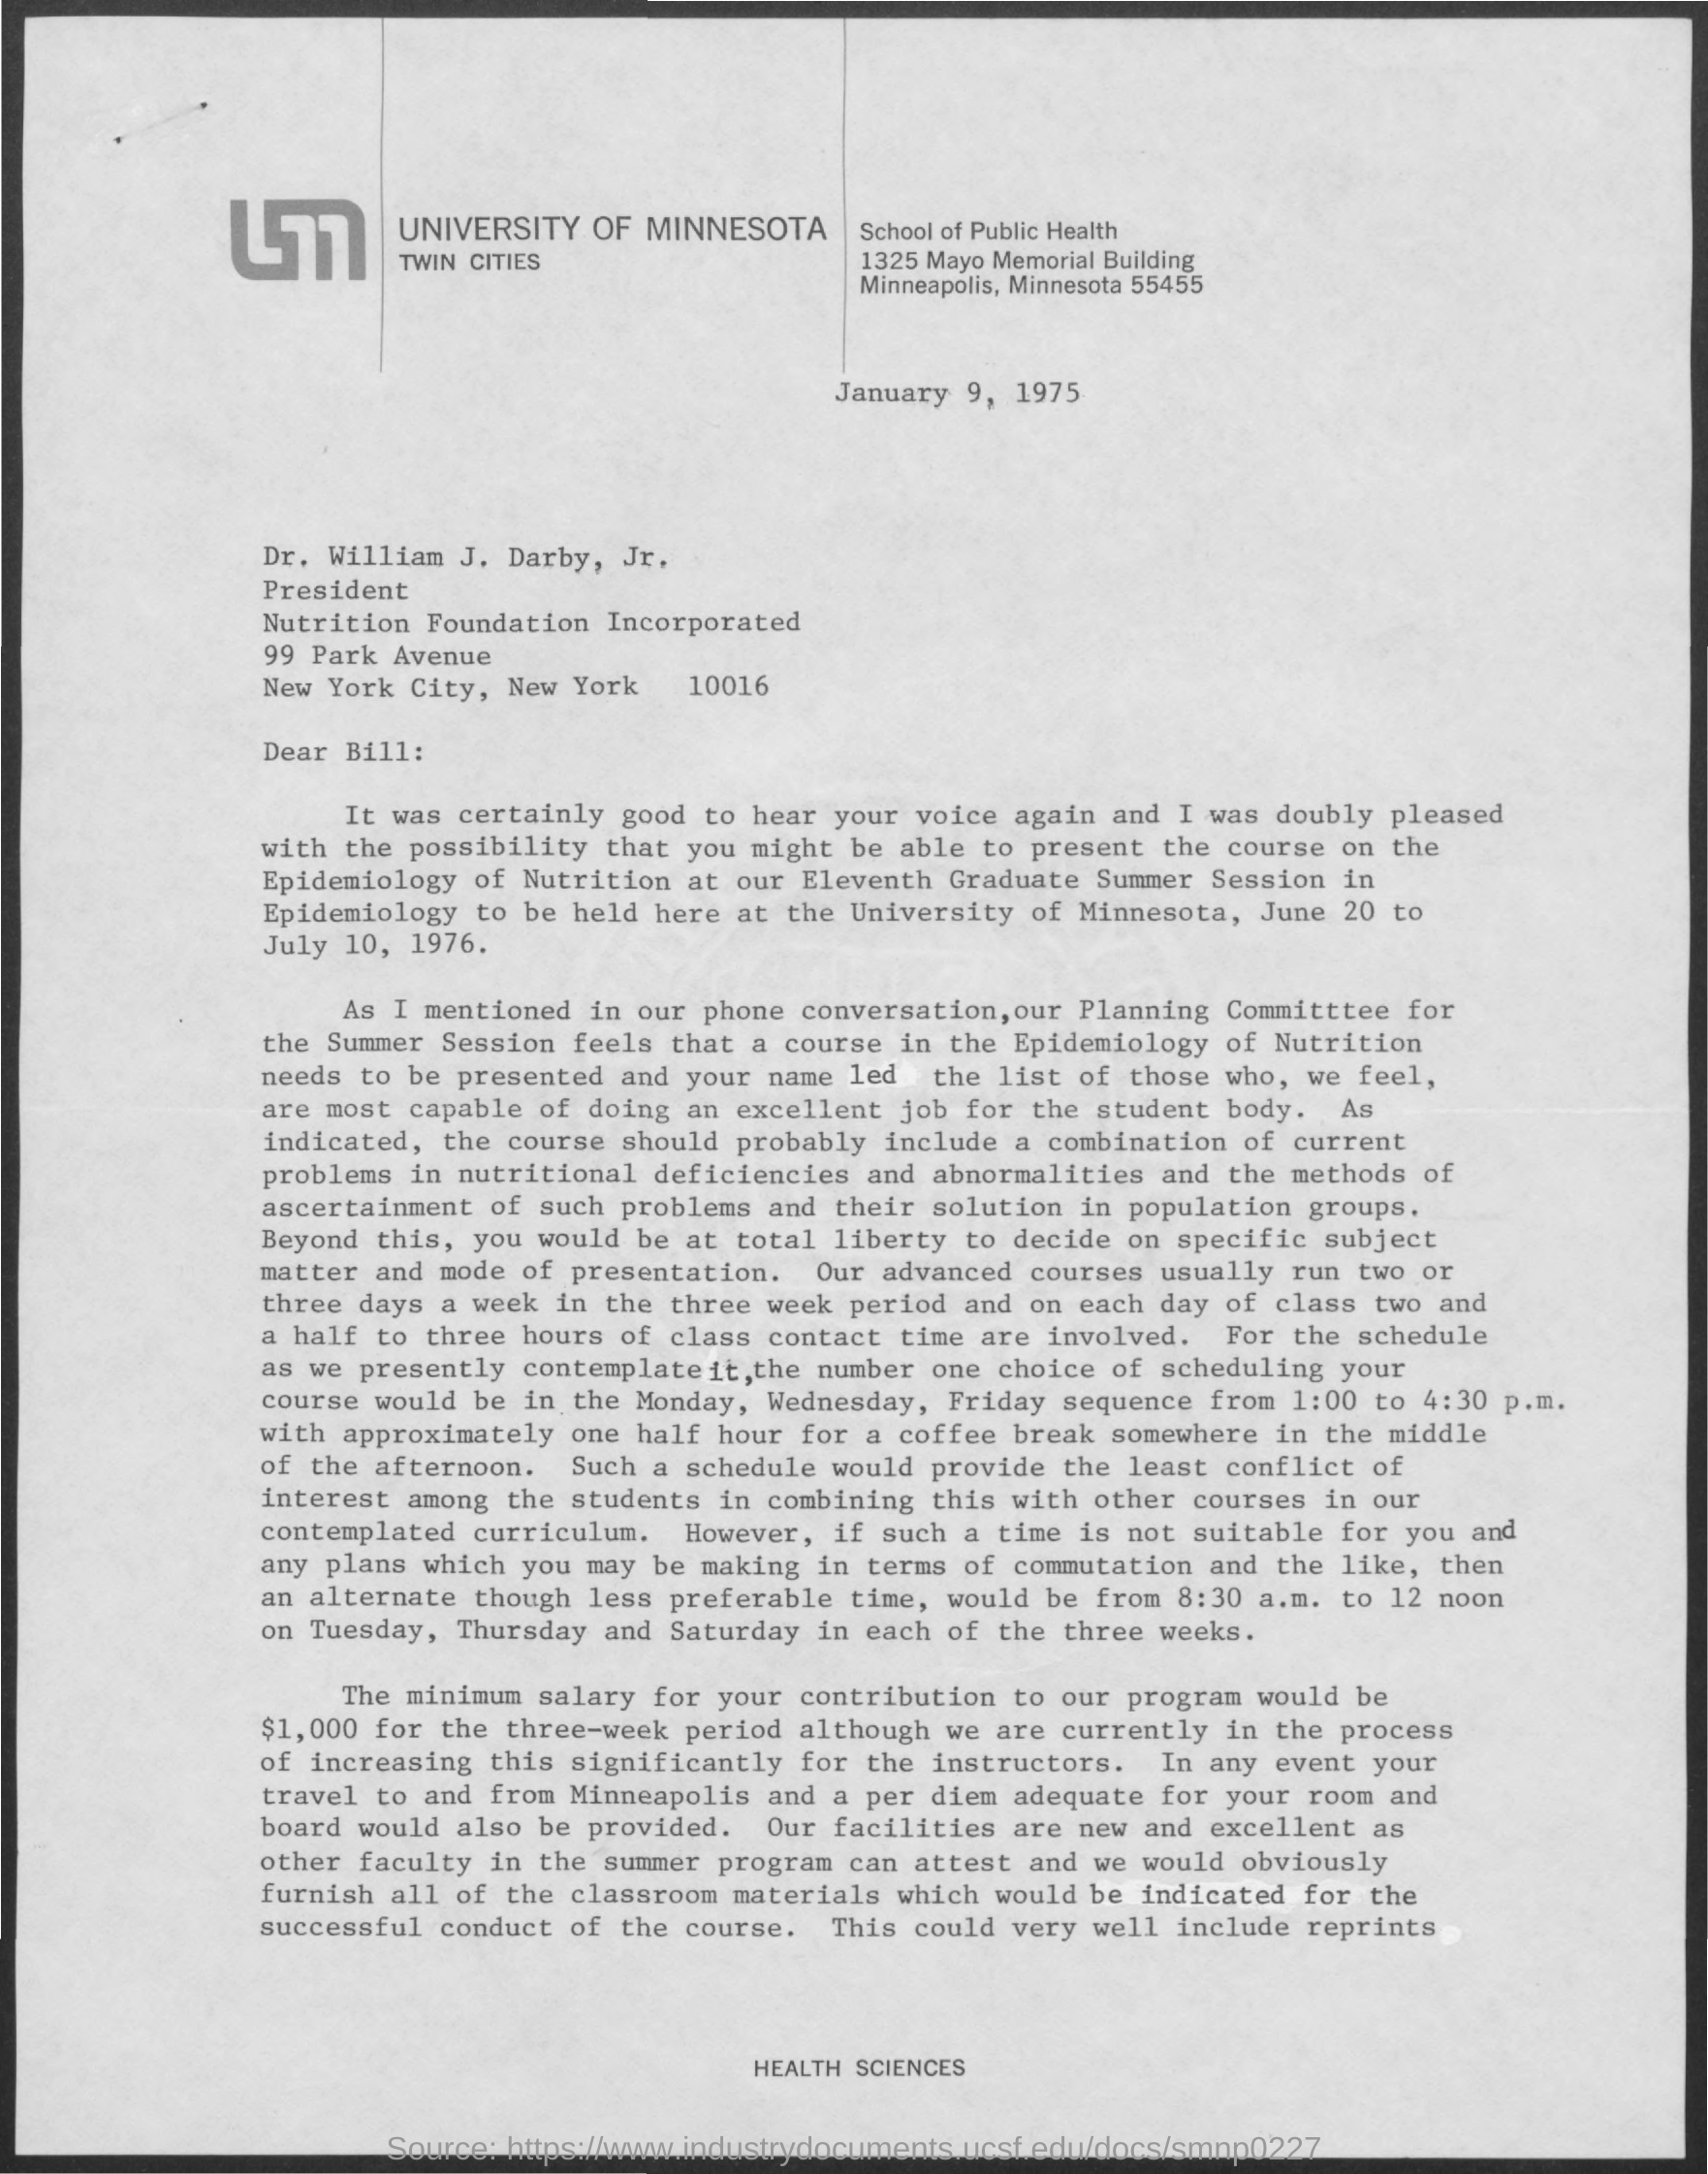 UNIVERSITY OF MINNESOTA
TWIN CITIES
School of Public Health
1325 Mayo Memorial Building
Minneapolis, Minnesota 55455
January 9, 1975
Dr. William J. Darby, Jr.
President
Nutrition Foundation Incorporated
99 Park Avenue
New York City, New York 10016
Dear Bill:
It was certainly good to hear your voice again and I was doubly pleased
with the possibility that you might be able to present the course on the
Epidemiology of Nutrition at our Eleventh Graduate Summer Session in
Epidemiology to be held here at the University of Minnesota, June 20 to
July 10, 1976.
As I mentioned in our phone conversation,our Planning Committtee for
the Summer Session feels that a course in the Epidemiology of Nutrition
needs to be presented and your name led the list of those who, we feel,
are most capable of doing an excellent job for the student body. As
indicated, the course should probably include a combination of current
problems in nutritional deficiencies and abnormalities and the methods of
ascertainment of such problems and their solution in population groups.
Beyond this, you would be at total liberty to decide on specific subject
matter and mode of presentation. Our advanced courses usually run two or
three days a week in the three week period and on each day of class two and
a half to three hours of class contact time are involved. For the schedule
as we presently contemplate it,the number one choice of scheduling your
course would be in the Monday, Wednesday, Friday sequence from 1:00 to 4:30 p.m.
with approximately one half hour for a coffee break somewhere in the middle
of the afternoon. Such a schedule would provide the least conflict of
interest among the students in combining this with other courses in our
contemplated curriculum. However, if such a time is not suitable for you and
any plans which you may be making in terms of commutation and the like, then
an alternate though less preferable time, would be from 8:30 a.m. to 12 noon
on Tuesday, Thursday and Saturday in each of the three weeks.
The minimum salary for your contribution to our program would be
$1,000 for the three-week period although we are currently in the process
of increasing this significantly for the instructors. In any event your
travel to and from Minneapolis and a per diem adequate for your room and
board would also be provided. Our facilities are new and excellent as
other faculty in the summer program can attest and we would obviously
furnish all of the classroom materials which would be indicated for the
successful conduct of the course. This could very well include reprints
HEALTH SCIENCES
Source: https://www.industrydocuments.ucsf.edu/docs/smnp0227